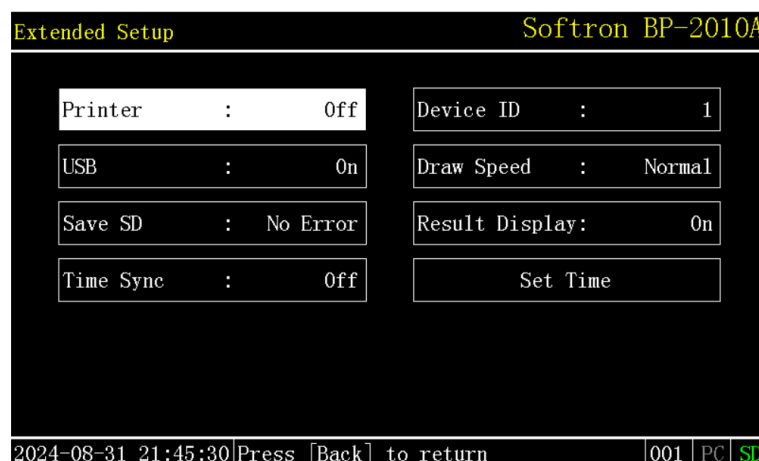 Extended Setup Softron BP-2010A
Printer : Off
Device ID : 1
USB : On
Draw Speed : Normal
Save SD : No Error
Result Display: On
Time Sync : Off
Set Time
2024-08-31 21:45:30 Press [Back] to return 001 PC SD